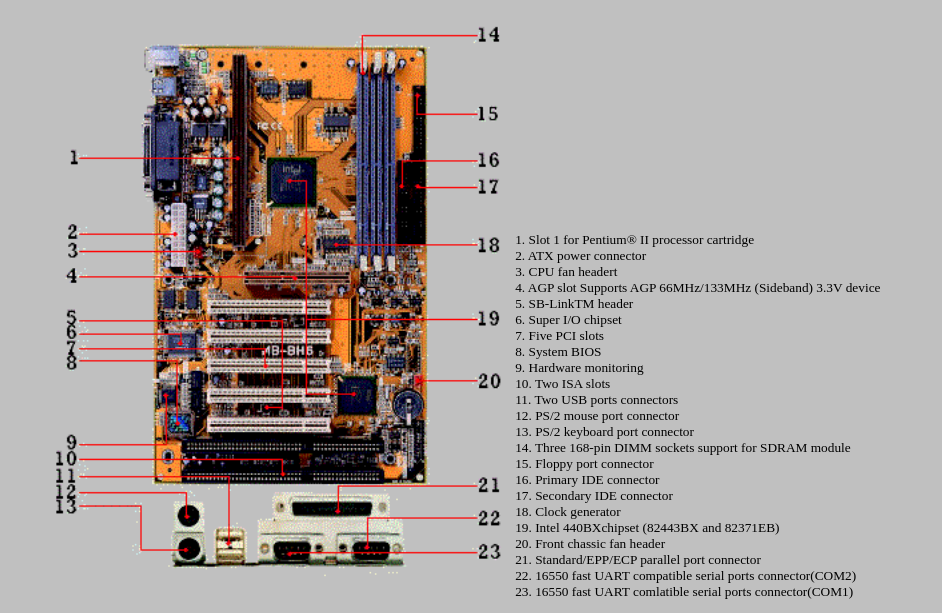 14
15
1
16
17
2
3
18
4
5
19
6
7
8
20
9
10
11
12
13
21
22
23
FC CE
intel
MB-BH6
1. Slot 1 for Pentium® II processor cartridge
2. ATX power connector
3. CPU fan headert
4. AGP slot Supports AGP 66MHz/133MHz (Sideband) 3.3V device
5. SB-LinkTM header
6. Super I/O chipset
7. Five PCI slots
8. System BIOS
9. Hardware monitoring
10. Two ISA slots
11. Two USB ports connectors
12. PS/2 mouse port connector
13. PS/2 keyboard port connector
14. Three 168-pin DIMM sockets support for SDRAM module
15. Floppy port connector
16. Primary IDE connector
17. Secondary IDE connector
18. Clock generator
19. Intel 440BXchipset (82443BX and 82371EB)
20. Front chassic fan header
21. Standard/EPP/ECP parallel port connector
22. 16550 fast UART compatible serial ports connector(COM2)
23. 16550 fast UART comlatible serial ports connector(COM1)